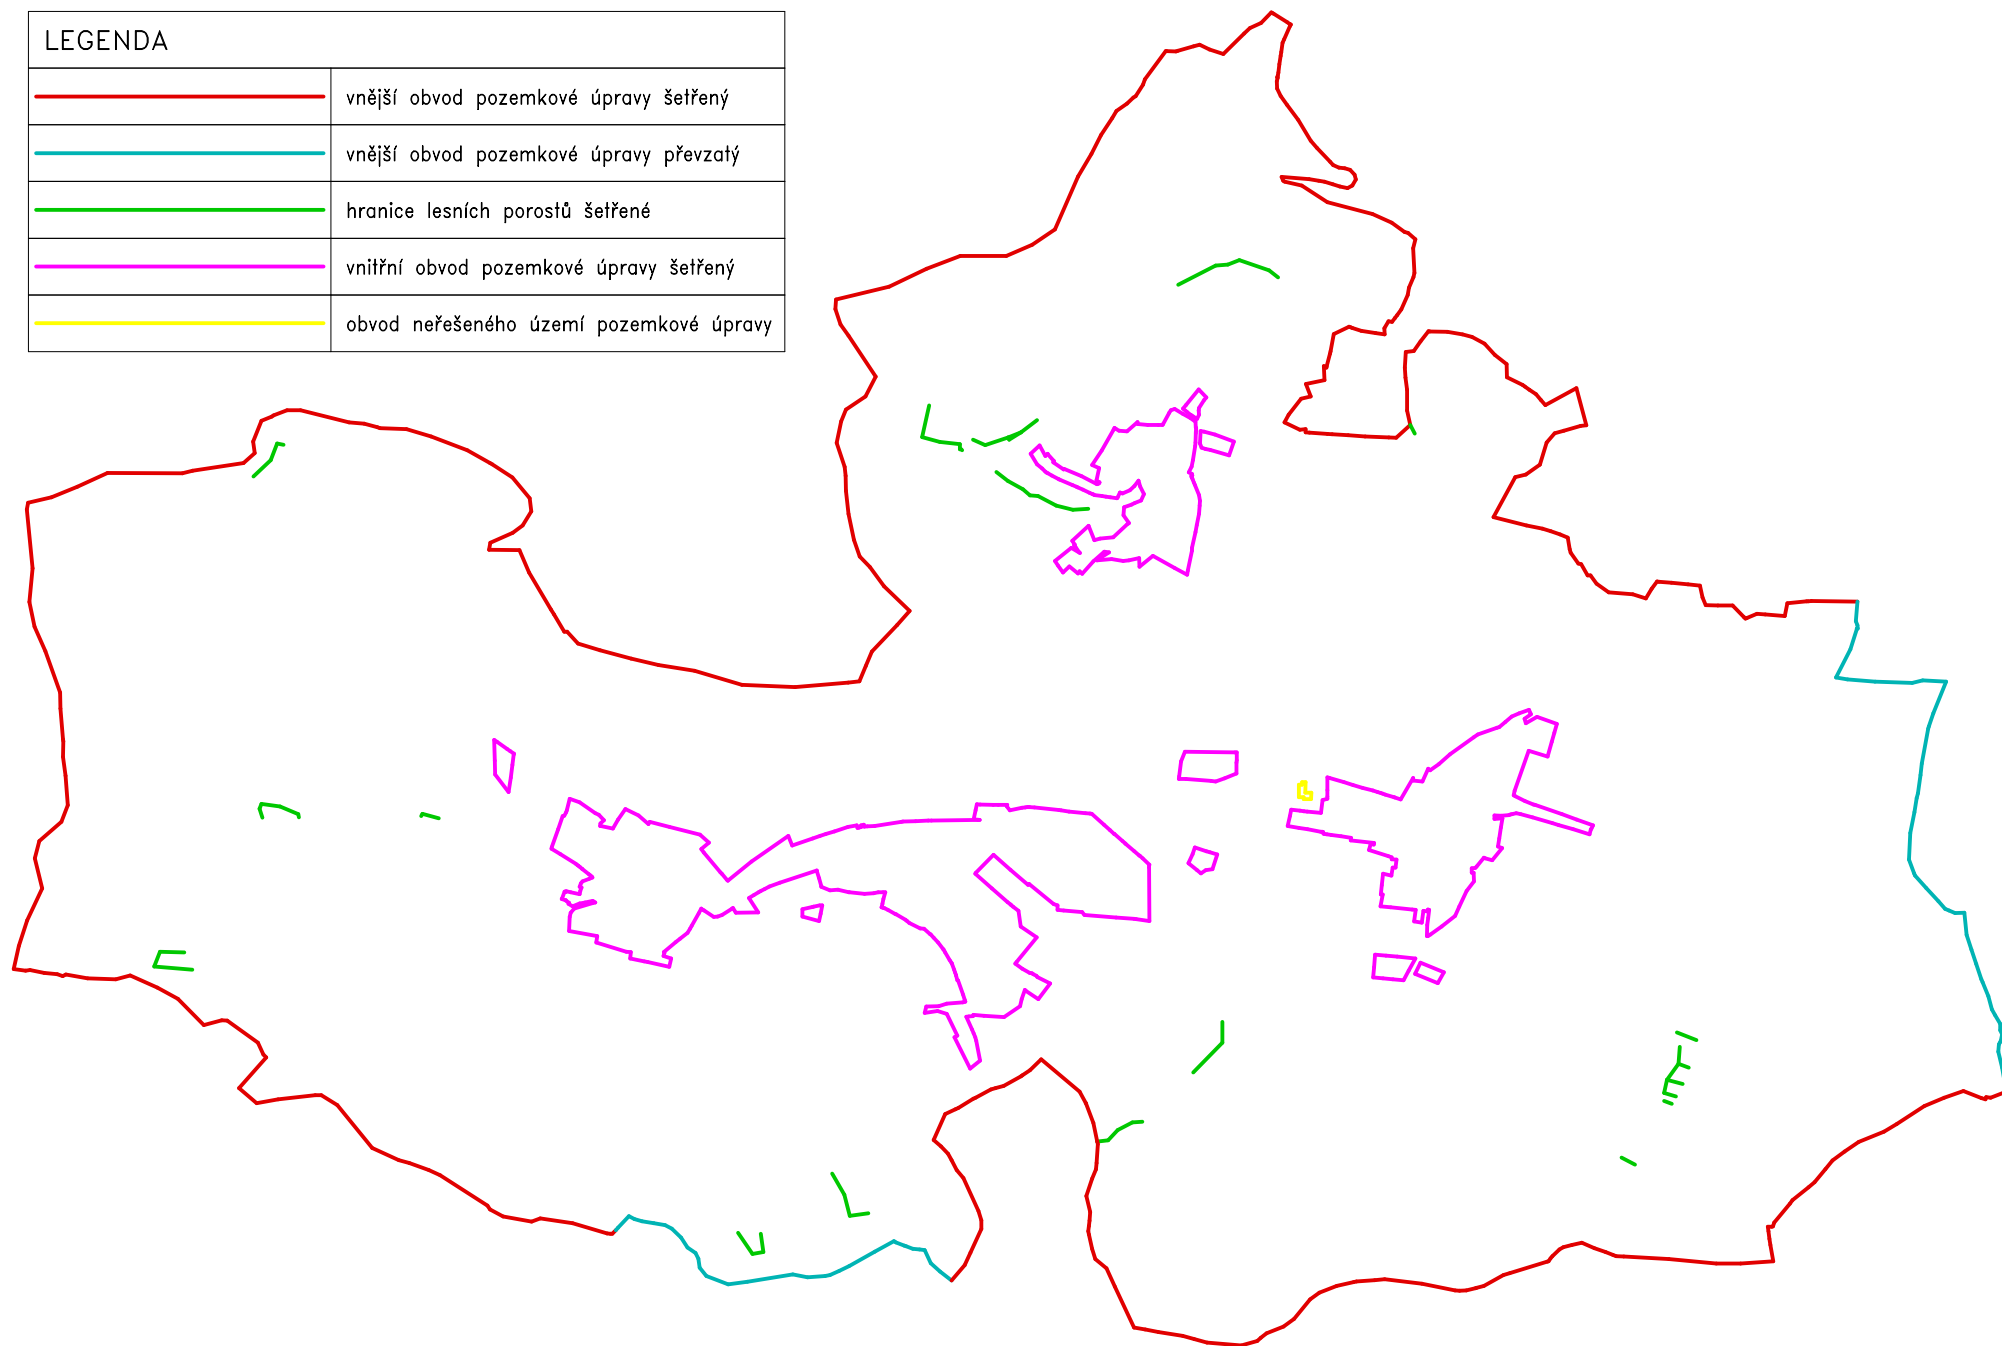 LEGENDA
vnější obvod pozemkové úpravy šetřený
vnější obvod pozemkové úpravy převzatý
hranice lesních porostů šetřené
vnitřní obvod pozemkové úpravy šetřený
obvod neřešeného území pozemkové úpravy